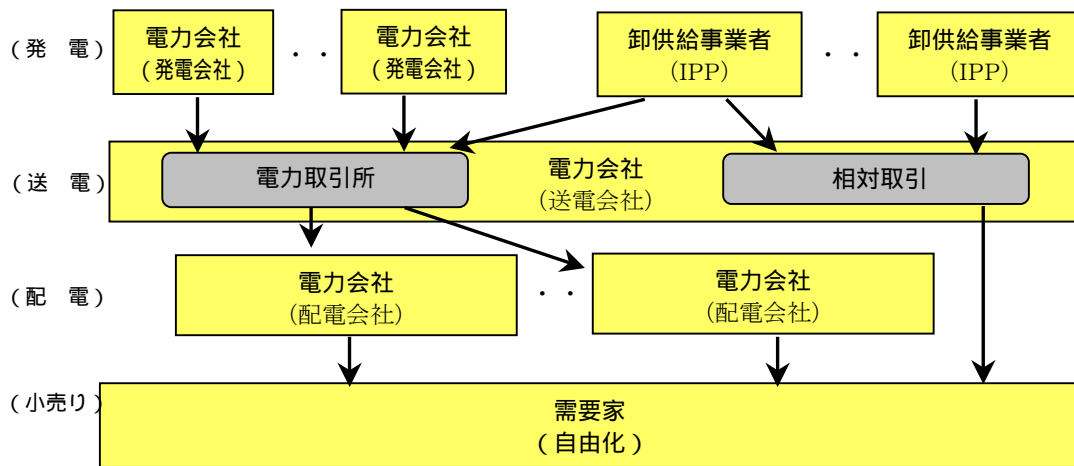 (発　電)
電力会社
(発電会社)
・・
電力会社
(発電会社)
卸供給事業者
(IPP)
・・
卸供給事業者
(IPP)
(送　電)
電力取引所
電力会社
(送電会社)
相対取引
(配　電)
電力会社
(配電会社)
・・
電力会社
(配電会社)
(小売り)
需要家
(自由化)